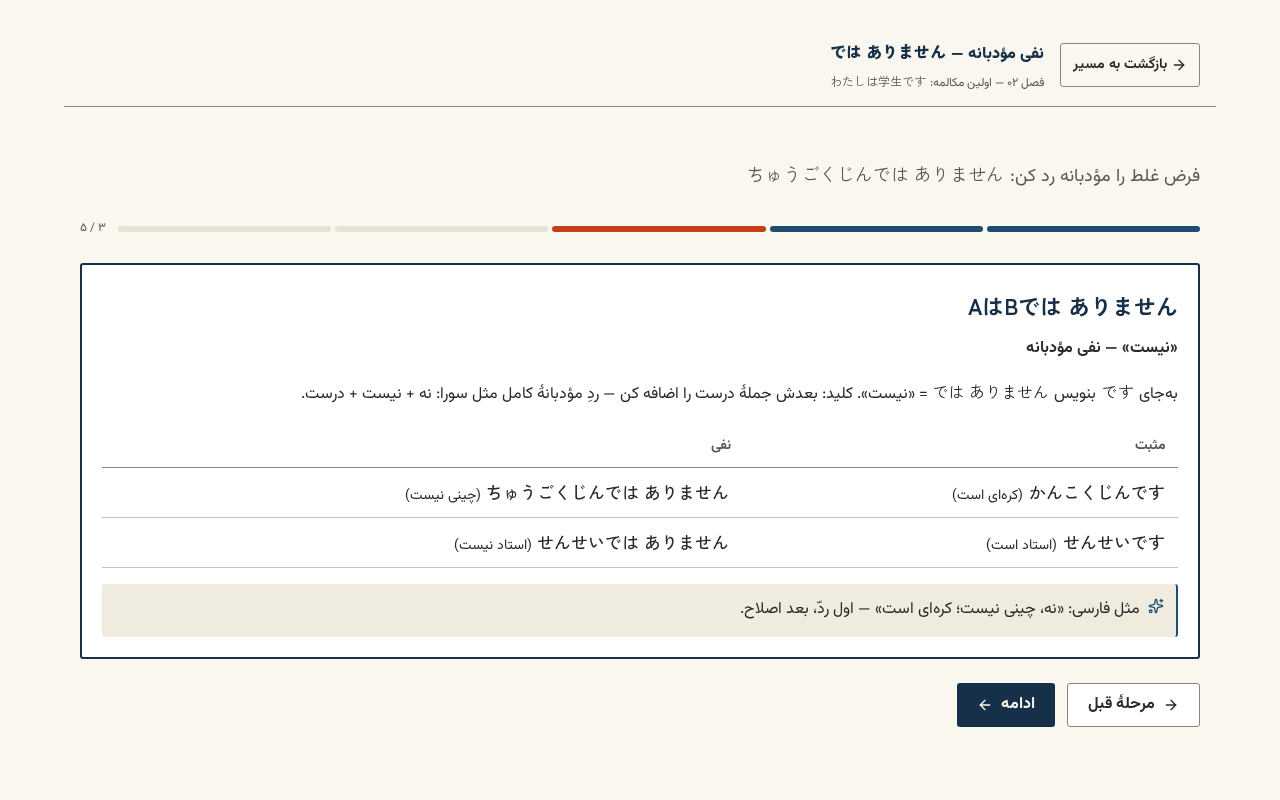 بازگشت به مسیر
نفی مؤدبانه — では ありません
فصل ۰۲ — اولین مکالمه: わたしは学生です
فرض غلط را مؤدبانه رد کن: ちゅうごくじんでは ありません
۵ / ۳
AはBでは ありません
«نیست» — نفی مؤدبانه
به‌جای です بنویس では ありません = «نیست». کلید: بعدش جملهٔ درست را اضافه کن — ردِ مؤدبانهٔ کامل مثل سورا: نه + نیست + درست.
مثبت نفی
かんこくじんです (کره‌ای است) ちゅうごくじんでは ありません (چینی نیست)
せんせいです (استاد است) せんせいでは ありません (استاد نیست)
مثل فارسی: «نه، چینی نیست؛ کره‌ای است» — اول ردّ، بعد اصلاح.
مرحلهٔ قبل ادامه